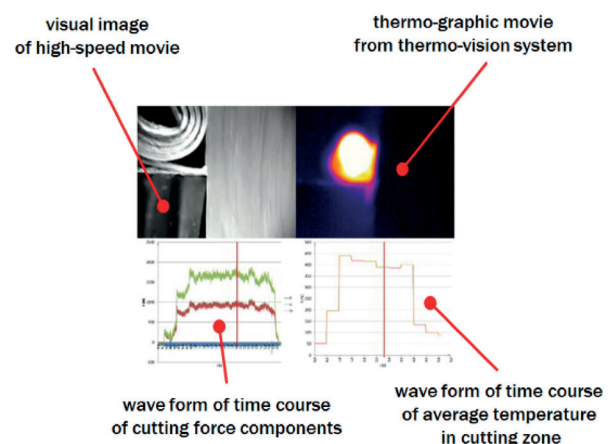 visual image
of high-speed movie
thermo-graphic movie
from thermo-vision system
wave form of time course
of cutting force components
wave form of time course
of average temperature
in cutting zone